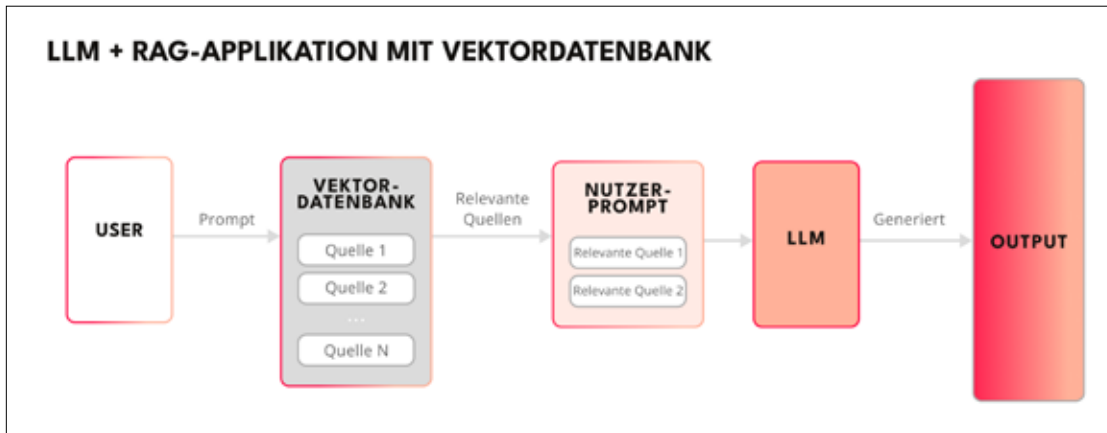 LLM + RAG-APPLIKATION MIT VEKTORDATENBANK
USER
Prompt
VEKTOR-
DATENBANK
Quelle 1
Quelle 2
...
Quelle N
Relevante
Quellen
NUTZER-
PROMPT
Relevante Quelle 1
Relevante Quelle 2
LLM
Generiert
OUTPUT